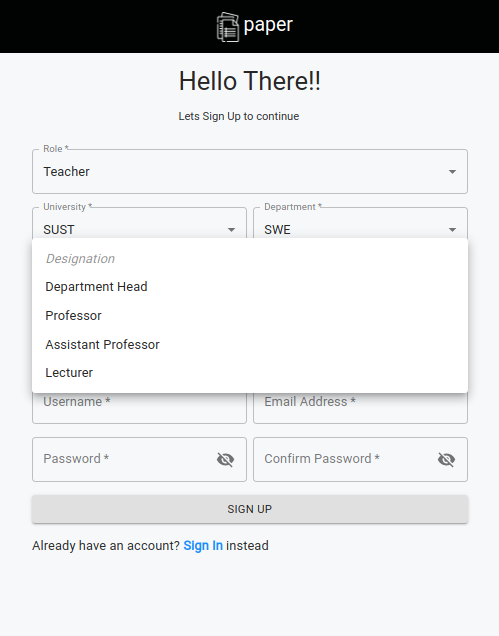 paper
Hello There!!
Lets Sign Up to continue
Role *
Teacher
University * Department *
SUST SWE
Designation
Department Head
Professor
Assistant Professor
Lecturer
Username * Email Address *
Password * Confirm Password *
SIGN UP
Already have an account? Sign In instead